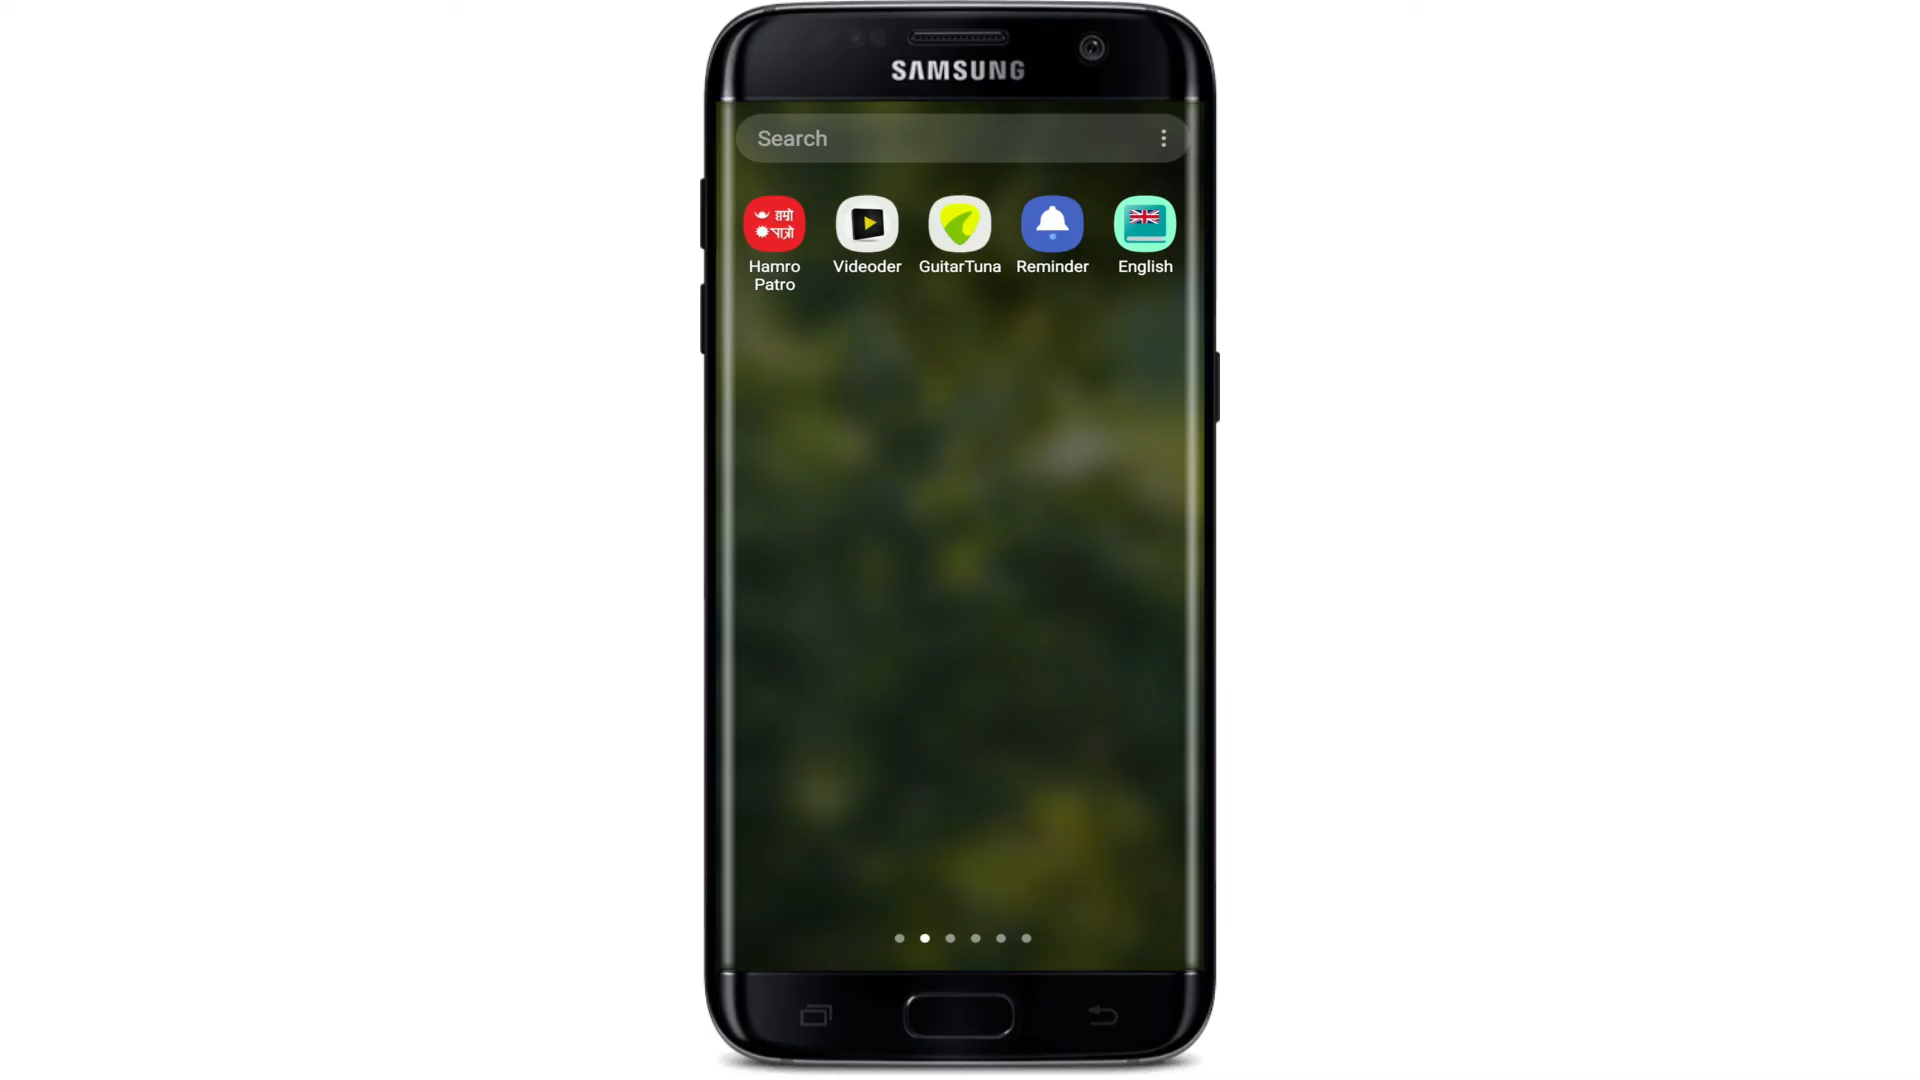 SAMSUNG
Search
हाम्रो
पात्रो
Hamro
Patro
Videoder
GuitarTuna
Reminder
English